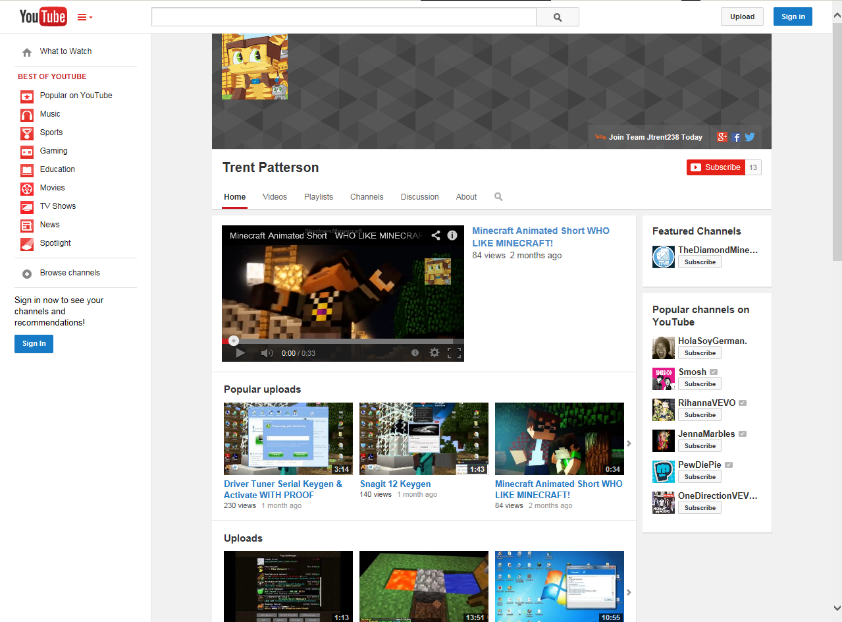 YouTube
Upload
Sign in
What to Watch
BEST OF YOUTUBE
Popular on YouTube
Music
Sports
Gaming
Education
Movies
TV Shows
News
Spotlight
Browse channels
Sign in now to see your
channels and
recommendations!
Sign In
Join Team Jtrent238 Today
Trent Patterson
Subscribe 13
Home Videos Playlists Channels Discussion About
Minecraft Animated Short WHO LIKE MINECRAF
0:00 / 0:33
Minecraft Animated Short WHO
LIKE MINECRAFT!
84 views 2 months ago
Popular uploads
3:14
Driver Tuner Serial Keygen &
Activate WITH PROOF
230 views 1 month ago
1:43
Snagit 12 Keygen
140 views 1 month ago
0:34
Minecraft Animated Short WHO
LIKE MINECRAFT!
84 views 2 months ago
Uploads
1:13
13:51
10:55
Featured Channels
TheDiamondMine...
Subscribe
Popular channels on
YouTube
HolaSoyGerman.
Subscribe
Smosh
Subscribe
RihannaVEVO
Subscribe
JennaMarbles
Subscribe
PewDiePie
Subscribe
OneDirectionVEV...
Subscribe